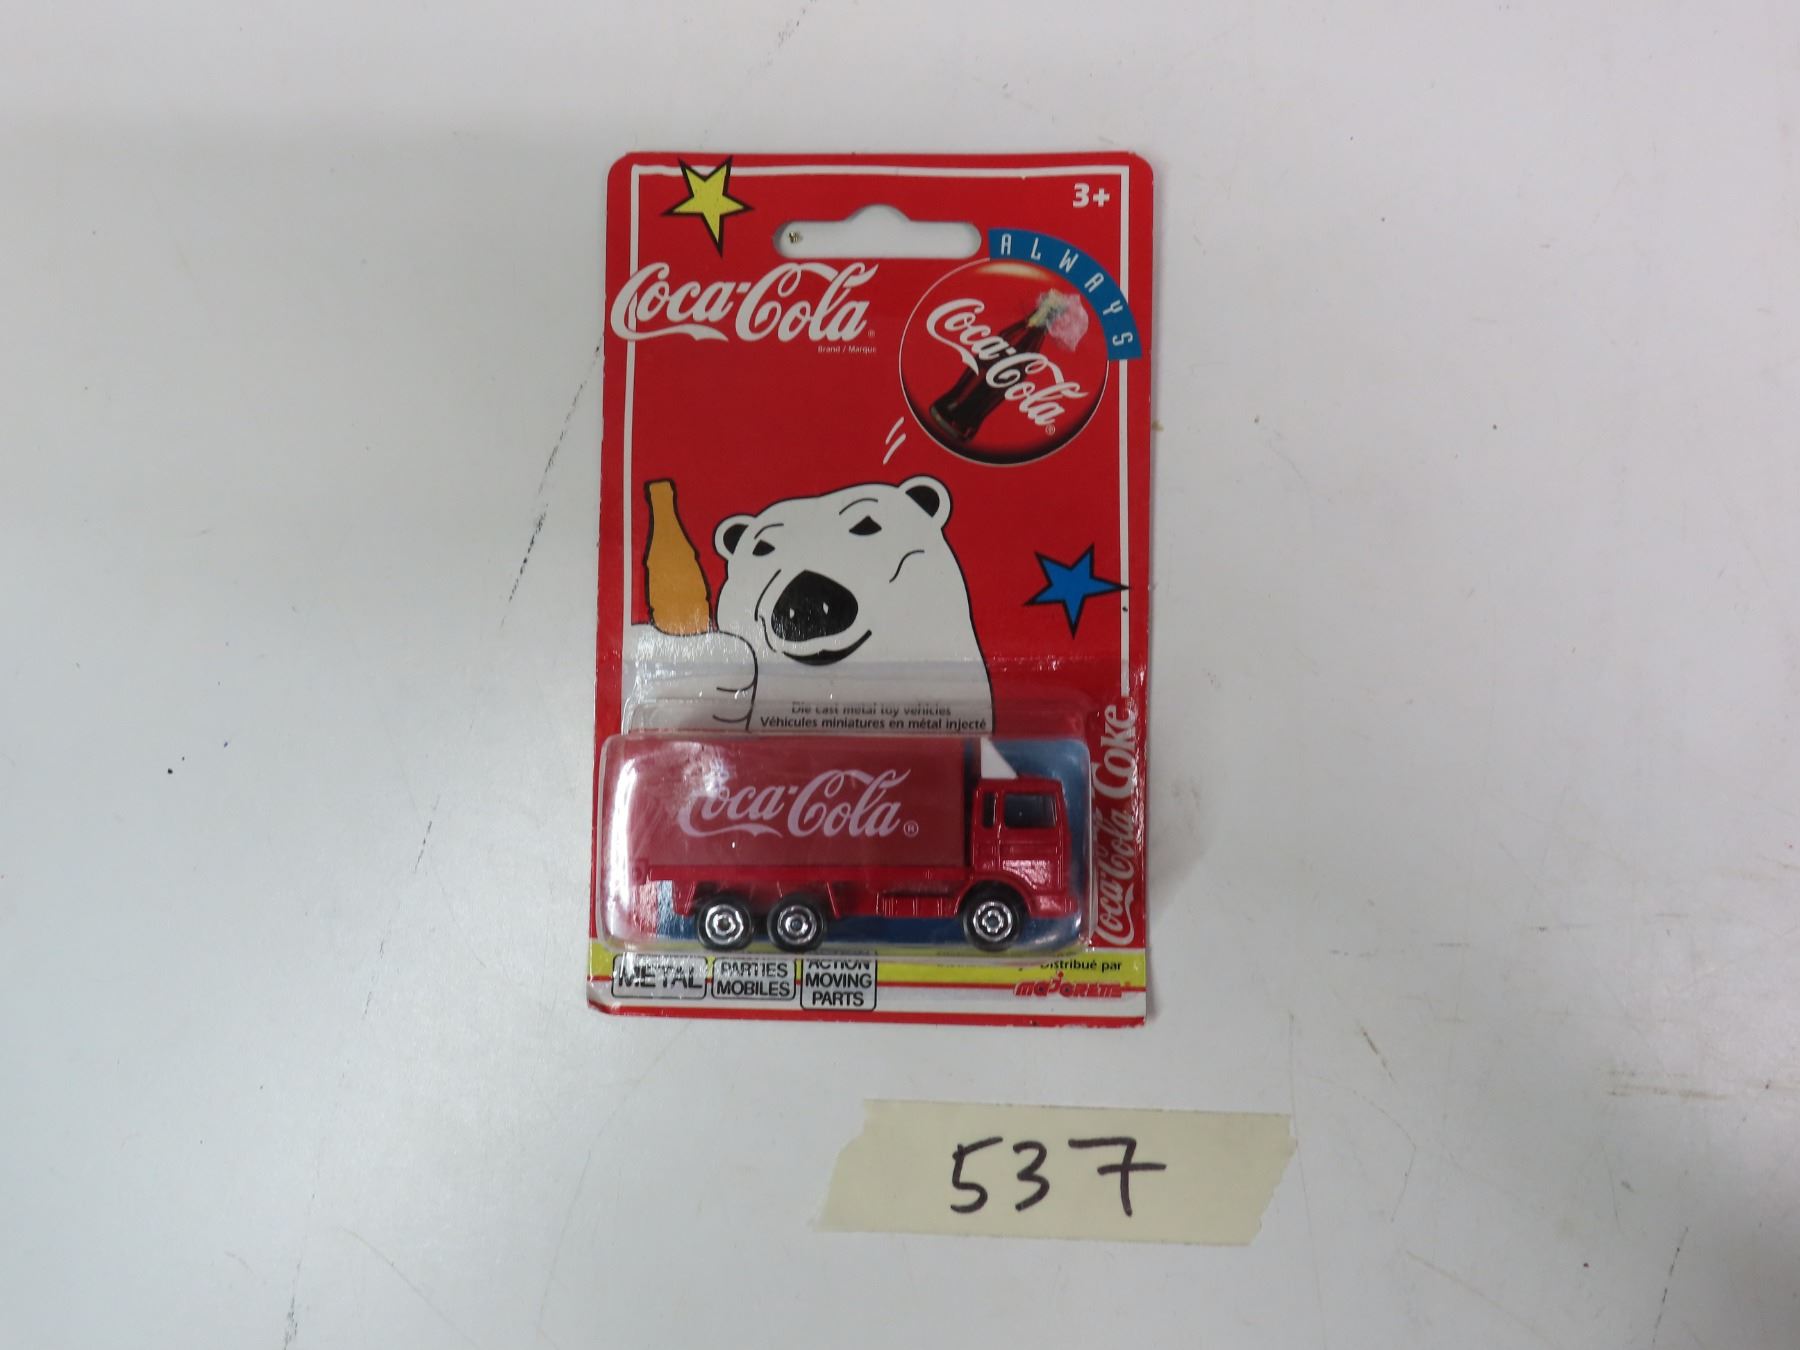 3+
Coca-Cola®
Brand / Marque
ALWAYS
Coca-Cola®
Die cast metal toy vehicles
Véhicules miniatures en métal injecté
Coca-Cola®
Coca-Cola Coke
METAL
PARTIES
MOBILES
ACTION
MOVING
PARTS
Distribué par
majorette
537